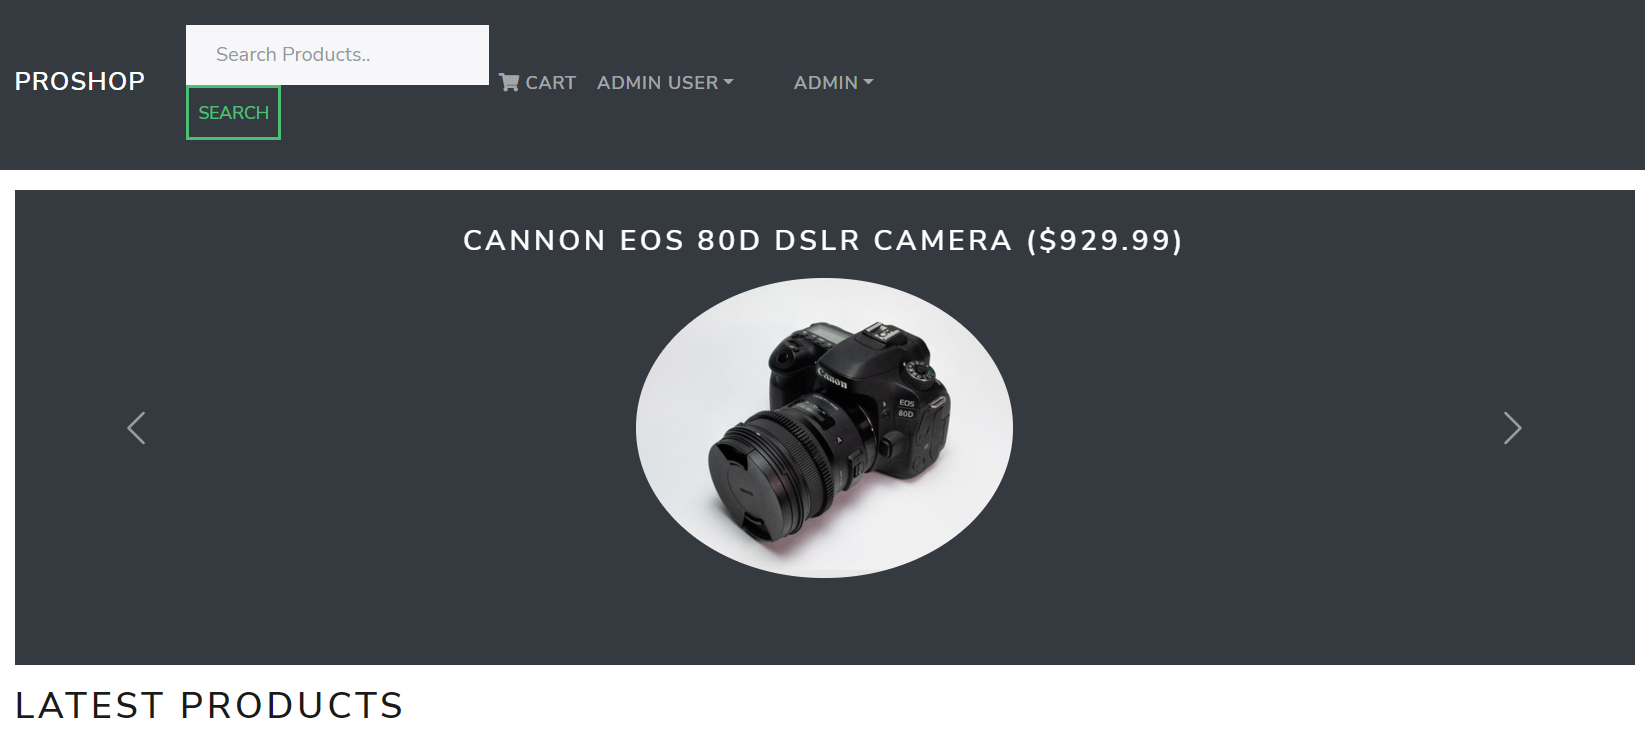 PROSHOP
Search Products..
SEARCH
CART
ADMIN USER
ADMIN
CANNON EOS 80D DSLR CAMERA ($929.99)
Canon
EOS
80D
LATEST PRODUCTS